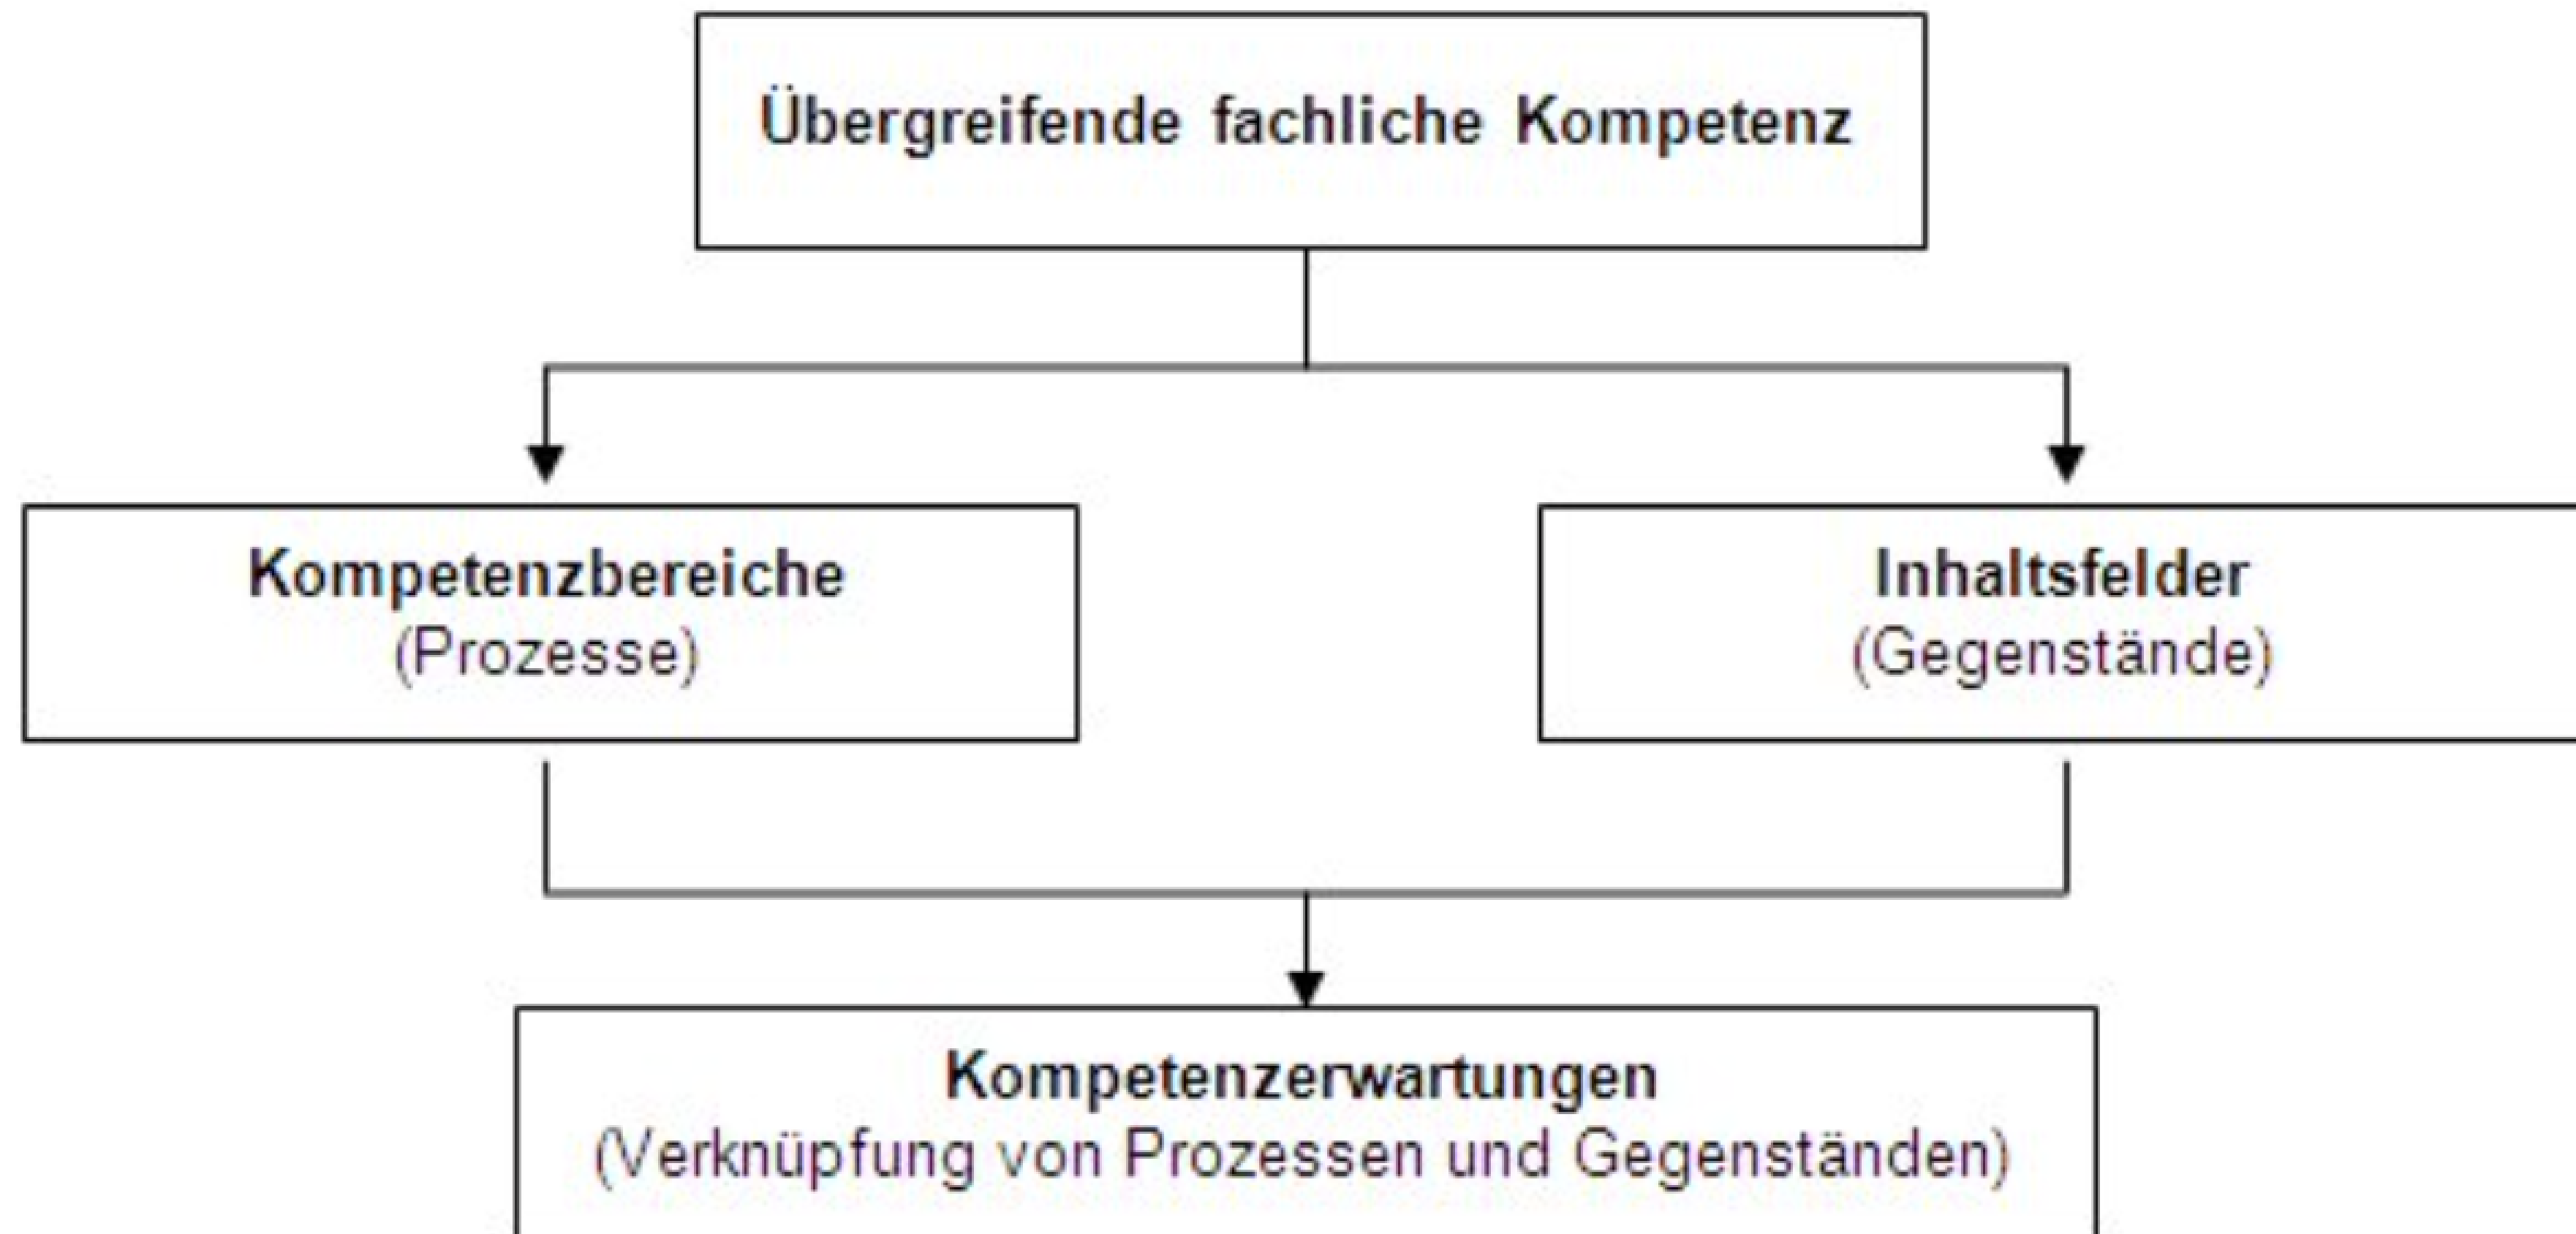 Übergreifende fachliche Kompetenz
Kompetenzbereiche
(Prozesse)
Inhaltsfelder
(Gegenstände)
Kompetenzerwartungen
(Verknüpfung von Prozessen und Gegenständen)